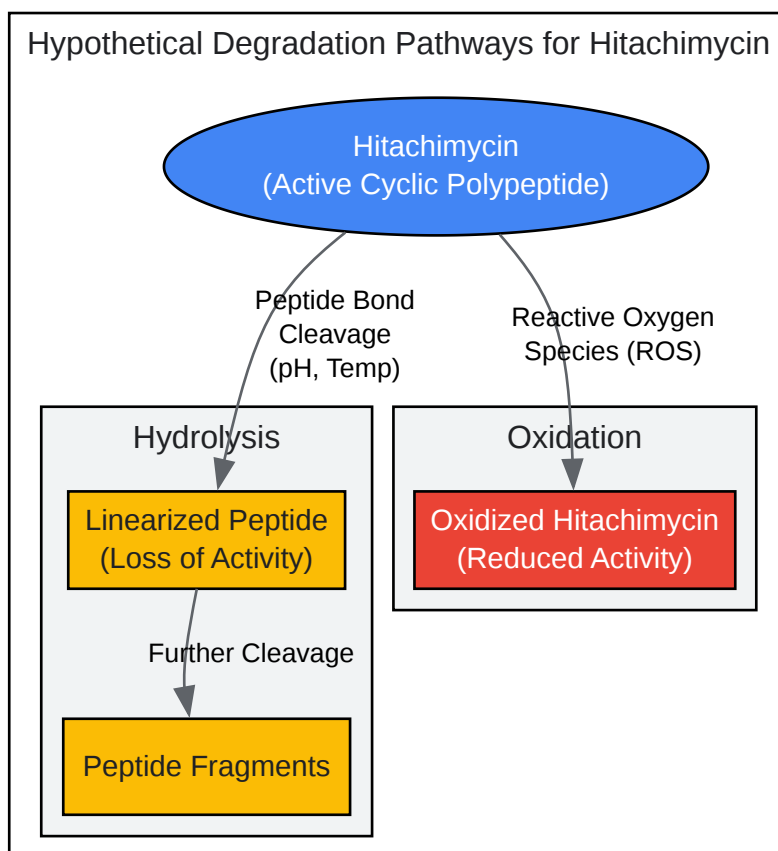 Hypothetical Degradation Pathways for Hitachimycin
Hitachimycin
(Active Cyclic Polypeptide)
Peptide Bond
Cleavage
(pH, Temp)
Reactive Oxygen
Species (ROS)
Hydrolysis
Linearized Peptide
(Loss of Activity)
Further Cleavage
Peptide Fragments
Oxidation
Oxidized Hitachimycin
(Reduced Activity)